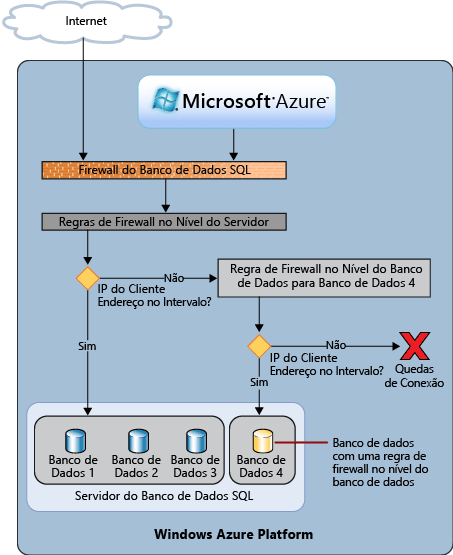 Internet
Microsoft Azure
Firewall do Banco de Dados SQL
Regras de Firewall no Nível do Servidor
Não
IP do Cliente
Endereço no Intervalo?
Regra de Firewall no Nível do Banco
de Dados para Banco de Dados 4
Sim
Não
IP do Cliente
Endereço no Intervalo?
Quedas
de Conexão
Sim
Banco de
Dados 1
Banco de
Dados 2
Banco de
Dados 3
Banco de
Dados 4
Banco de dados
com uma regra de
firewall no nível do
banco de dados
Servidor do Banco de Dados SQL
Windows Azure Platform